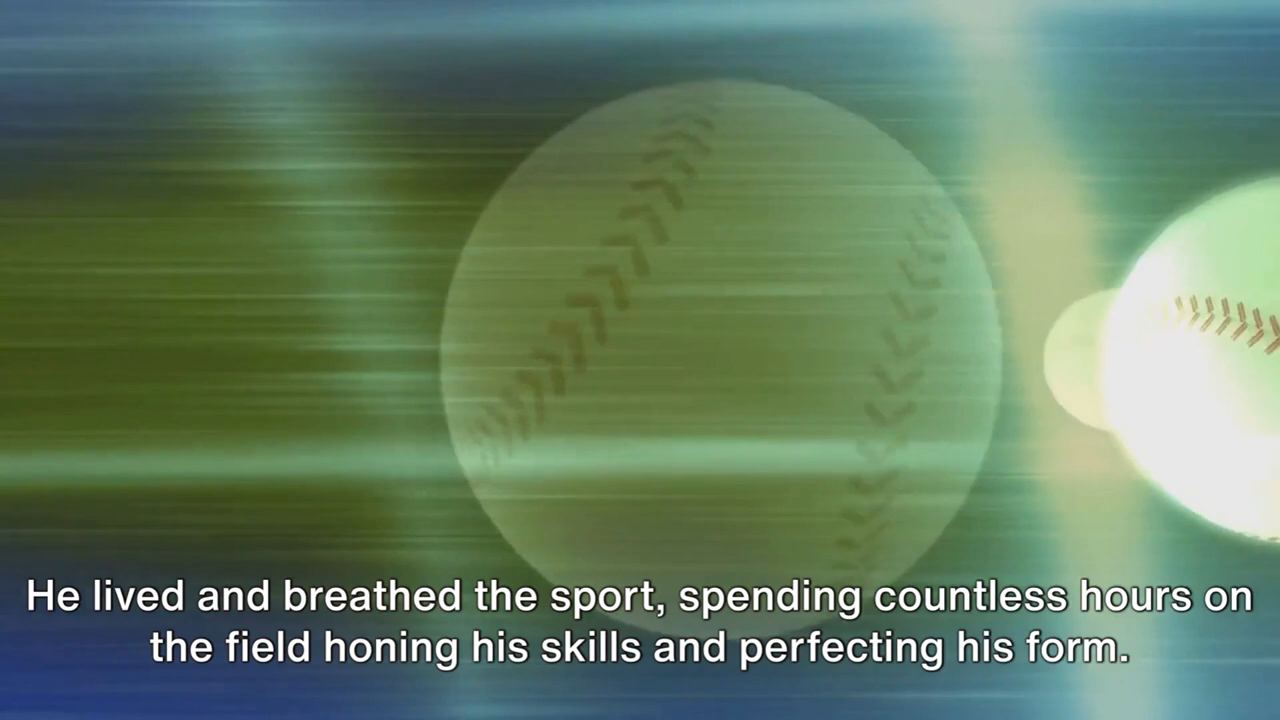 He lived and breathed the sport, spending countless hours on
the field honing his skills and perfecting his form.